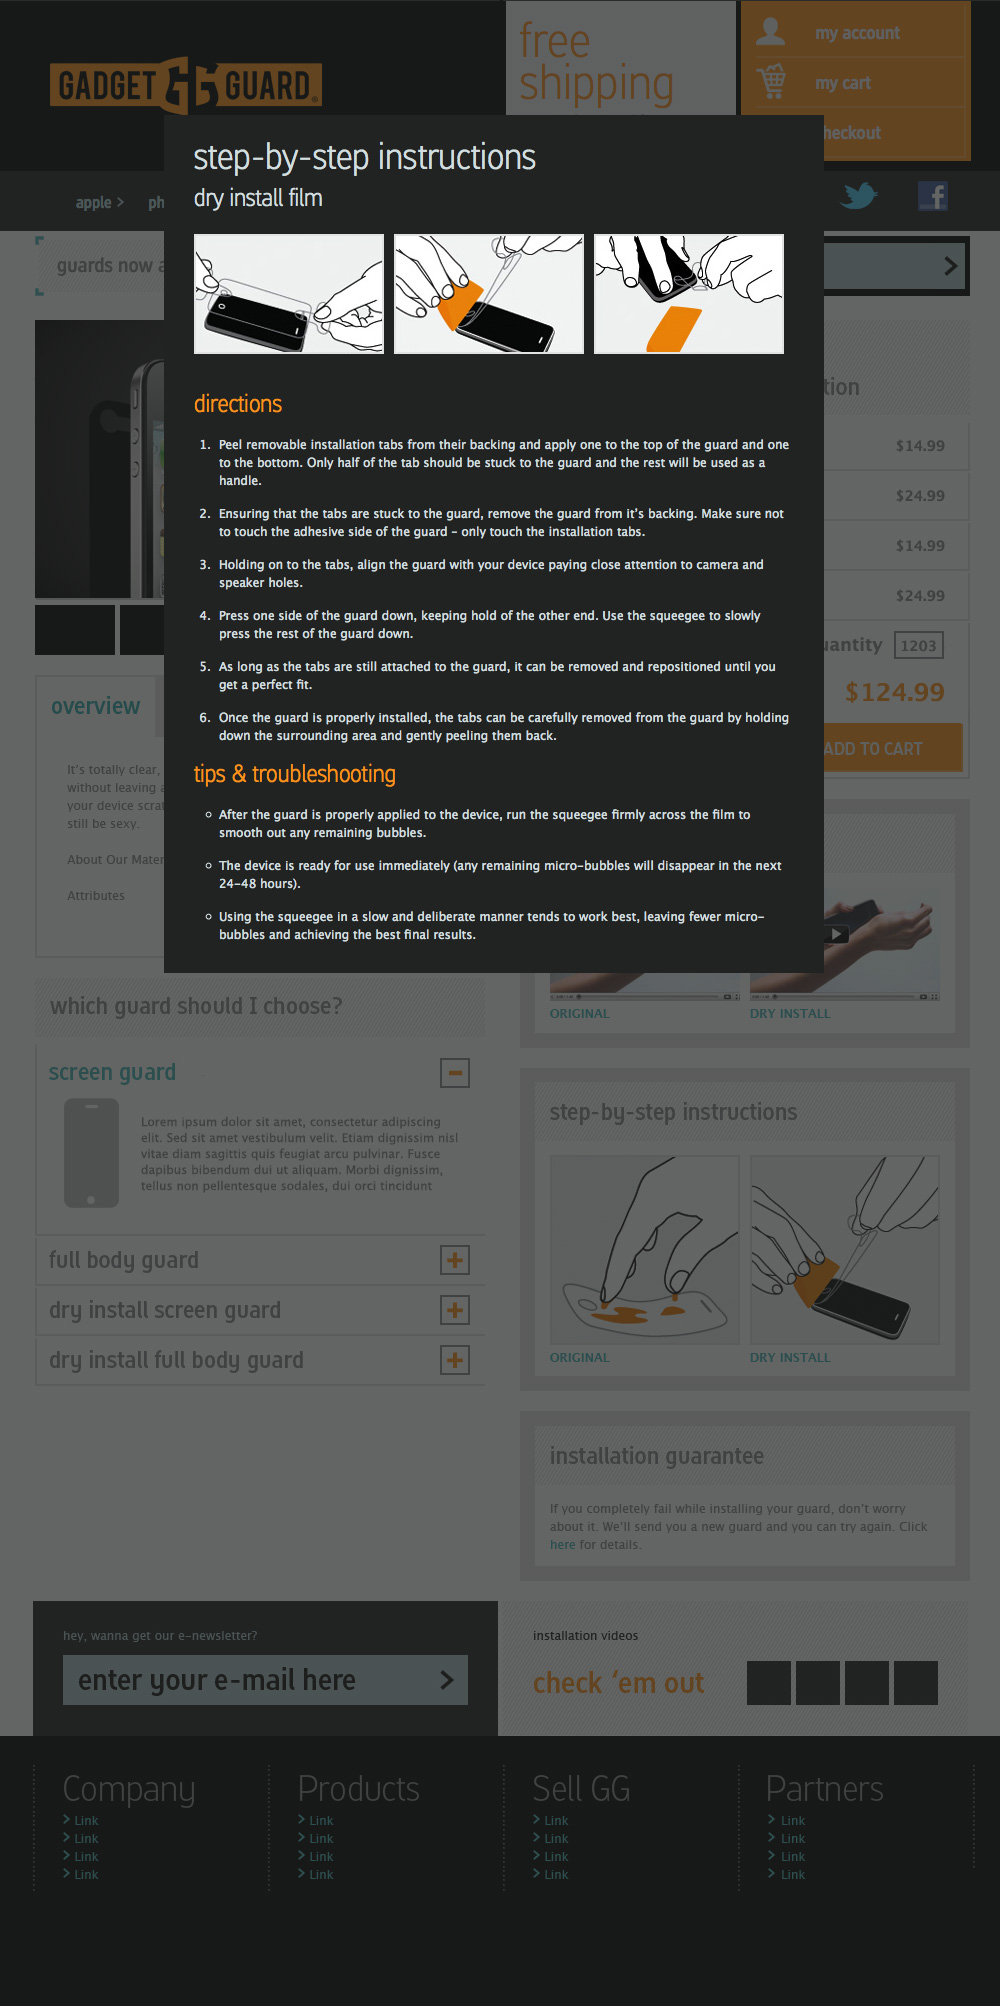 free
shipping
my account
my cart
GADGET GG GUARD
step-by-step instructions
dry install film
apple >
guards now
directions
1. Peel removable installation tabs from their backing and apply one to the top of the guard and one
to the bottom. Only half of the tab should be stuck to the guard and the rest will be used as a
handle.
2. Ensuring that the tabs are stuck to the guard, remove the guard from it's backing. Make sure not
to touch the adhesive side of the guard – only touch the installation tabs.
3. Holding on to the tabs, align the guard with your device paying close attention to camera and
speaker holes.
4. Press one side of the guard down, keeping hold of the other end. Use the squeegee to slowly
press the rest of the guard down.
5. As long as the tabs are still attached to the guard, it can be removed and repositioned until you
get a perfect fit.
6. Once the guard is properly installed, the tabs can be carefully removed from the guard by holding
down the surrounding area and gently peeling them back.
tips & troubleshooting
After the guard is properly applied to the device, run the squeegee firmly across the film to
smooth out any remaining bubbles.
The device is ready for use immediately (any remaining micro-bubbles will disappear in the next
24-48 hours).
Using the squeegee in a slow and deliberate manner tends to work best, leaving fewer micro-
bubbles and achieving the best final results.
$14.99
$24.99
$14.99
$24.99
1203
$124.99
ADD TO CART
overview
It's totally clear,
without leaving
your device
still be sexy.
About Our
Attributes
ORIGINAL
DRY INSTALL
which guard should I choose?
screen guard
Lorem ipsum dolor sit amet, consectetur adipiscing
elit. Sed sit amet vestibulum velit. Etiam dignissim nisl
vitae diam sagittis quis feugiat arcu pulvinar. Fusce
dapibus bibendum dui ut aliquam. Morbi dignissim,
tellus non pellentesque sodales, dui orci tincidunt
full body guard
dry install screen guard
dry install full body guard
step-by-step instructions
ORIGINAL
DRY INSTALL
installation guarantee
If you completely fail while installing your guard, don't worry
about it. We'll send you a new guard and you can try again. Click
here for details.
hey, wanna get our e-newsletter?
enter your e-mail here
installation videos
check 'em out
Company
> Link
> Link
> Link
> Link
Products
> Link
> Link
> Link
> Link
Sell GG
> Link
> Link
> Link
> Link
Partners
> Link
> Link
> Link
> Link